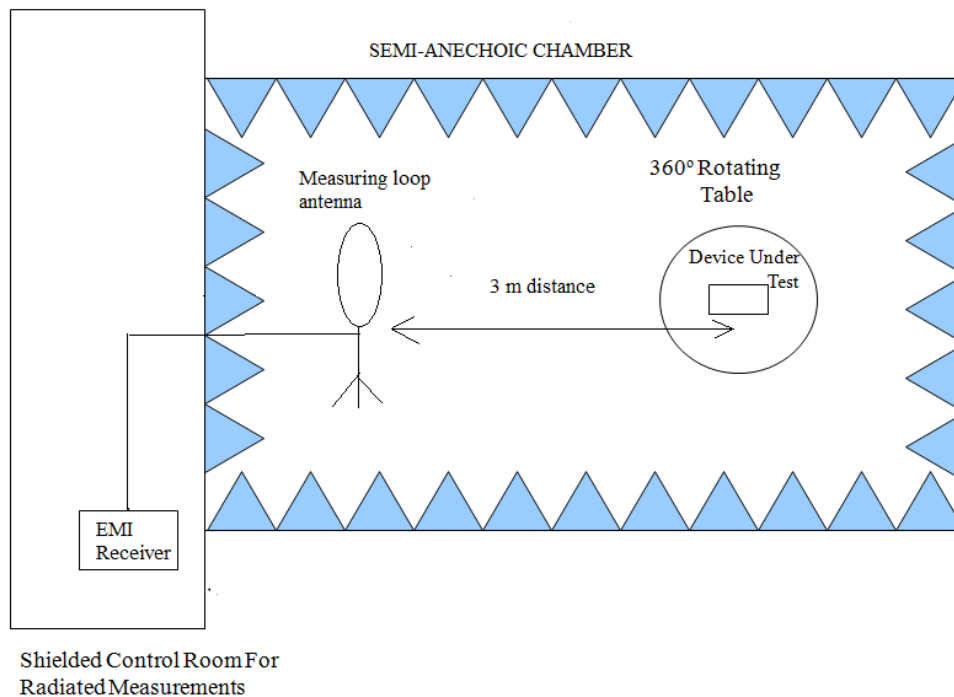 SEMI-ANECHOIC CHAMBER
Measuring loop
antenna
360º Rotating
Table
Device Under
Test
3 m distance
EMI
Receiver
Shielded Control Room For
Radiated Measurements